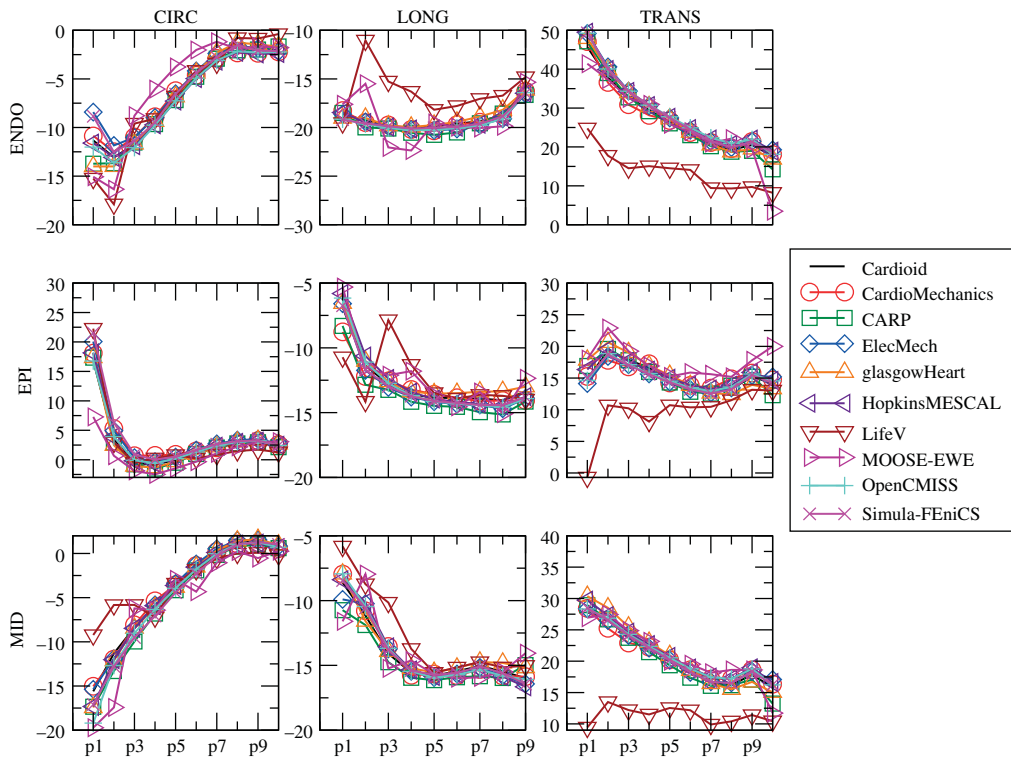 CIRC LONG TRANS
ENDO
0 -5 -10 -15 -20
0 -5 -10 -15 -20 -25 -30
50 40 30 20 10 0
EPI
30 25 20 15 10 5 0
-5 -10 -15 -20
30 25 20 15 10 5 0
MID
0 -5 -10 -15 -20
-5 -10 -15 -20
40 35 30 25 20 15 10
p1 p3 p5 p7 p9 p1 p3 p5 p7 p9 p1 p3 p5 p7 p9
Cardioid
CardioMechanics
CARP
ElecMech
glasgowHeart
HopkinsMESCAL
LifeV
MOOSE-EWE
OpenCMISS
Simula-FEniCS